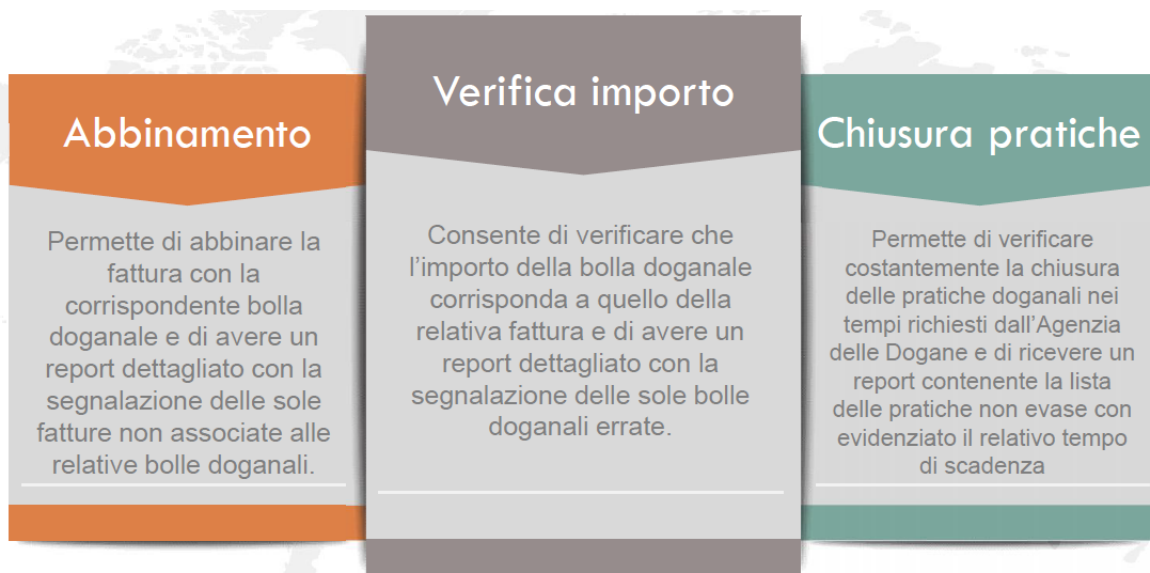 Abbinamento
Permette di abbinare la
fattura con la
corrispondente bolla
doganale e di avere un
report dettagliato con la
segnalazione delle sole
fatture non associate alle
relative bolle doganali.
Verifica importo
Consente di verificare che
l'importo della bolla doganale
corrisponda a quello della
relativa fattura e di avere un
report dettagliato con la
segnalazione delle sole bolle
doganali errate.
Chiusura pratiche
Permette di verificare
costantemente la chiusura
delle pratiche doganali nei
tempi richiesti dall'Agenzia
delle Dogane e di ricevere un
report contenente la lista
delle pratiche non evase con
evidenziato il relativo tempo
di scadenza